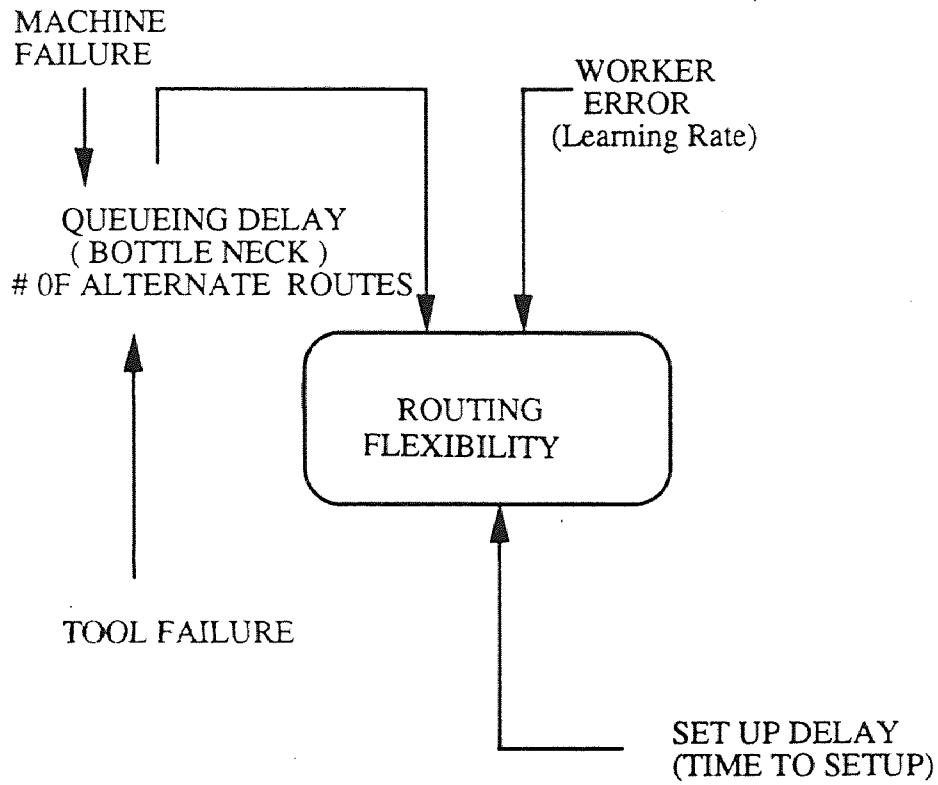 MACHINE
FAILURE
WORKER
ERROR
(Learning Rate)
QUEUEING DELAY
( BOTTLE NECK )
# 0F ALTERNATE ROUTES
ROUTING
FLEXIBILITY
TOOL FAILURE
SET UP DELAY
(TIME TO SETUP)